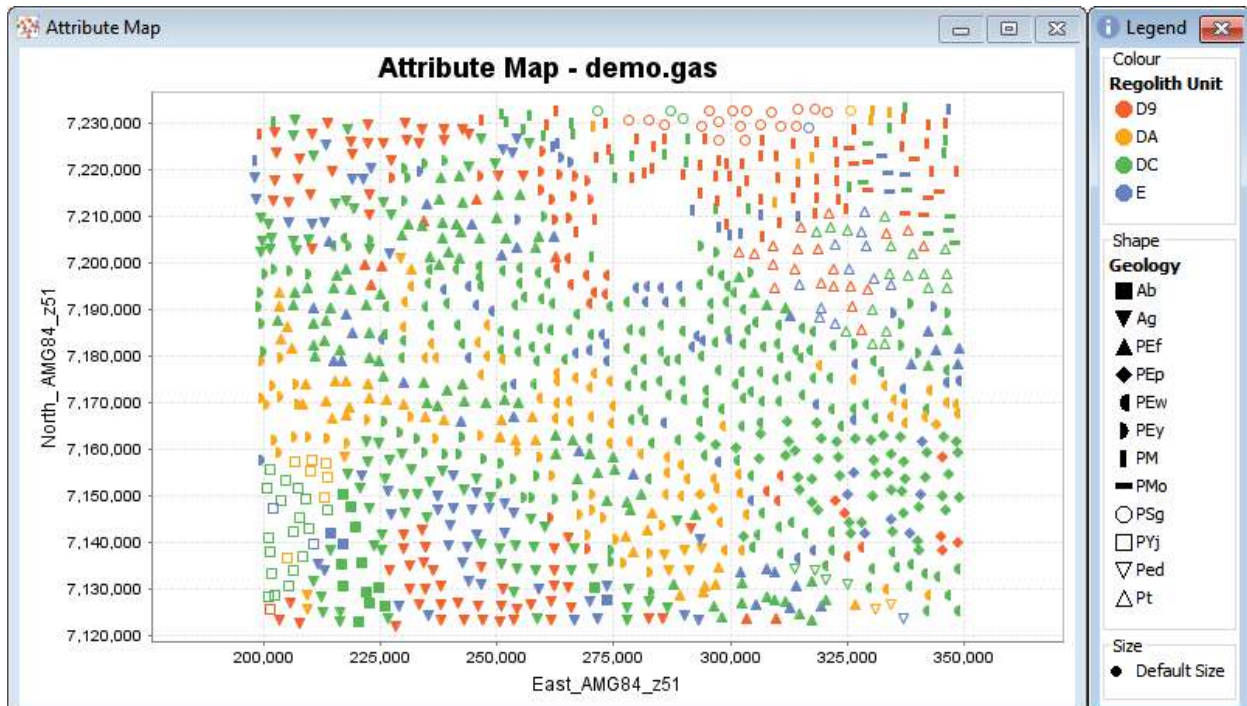 Attribute Map
Legend
Attribute Map - demo.gas
Colour
Regolith Unit
D9
DA
DC
E
Shape
Geology
Ab
Ag
PEf
PEp
PEw
PEy
PM
PMo
PSg
PYj
Ped
Pt
Size
Default Size
North_AMG84_z51
7,230,000
7,220,000
7,210,000
7,200,000
7,190,000
7,180,000
7,170,000
7,160,000
7,150,000
7,140,000
7,130,000
7,120,000
200,000 225,000 250,000 275,000 300,000 325,000 350,000
East_AMG84_z51